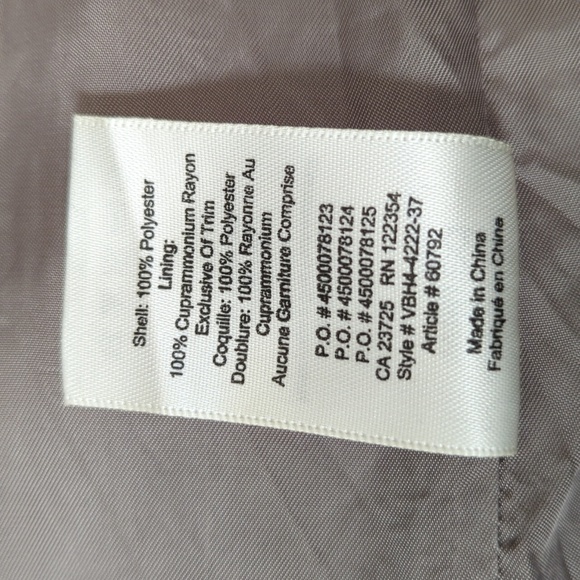 Shell: 100% Polyester
Lining:
100% Cuprammonium Rayon
Exclusive Of Trim
Coquille: 100% Polyester
Doublure: 100% Rayonne Au
Cuprammonium
Aucune Garniture Comprise
P.O. # 4500078123
P.O. # 4500078124
P.O. # 4500078125
CA 23725 RN 122354
Style # VBH4-4222-37
Article # 60792
Made in China
Fabriqué en Chine